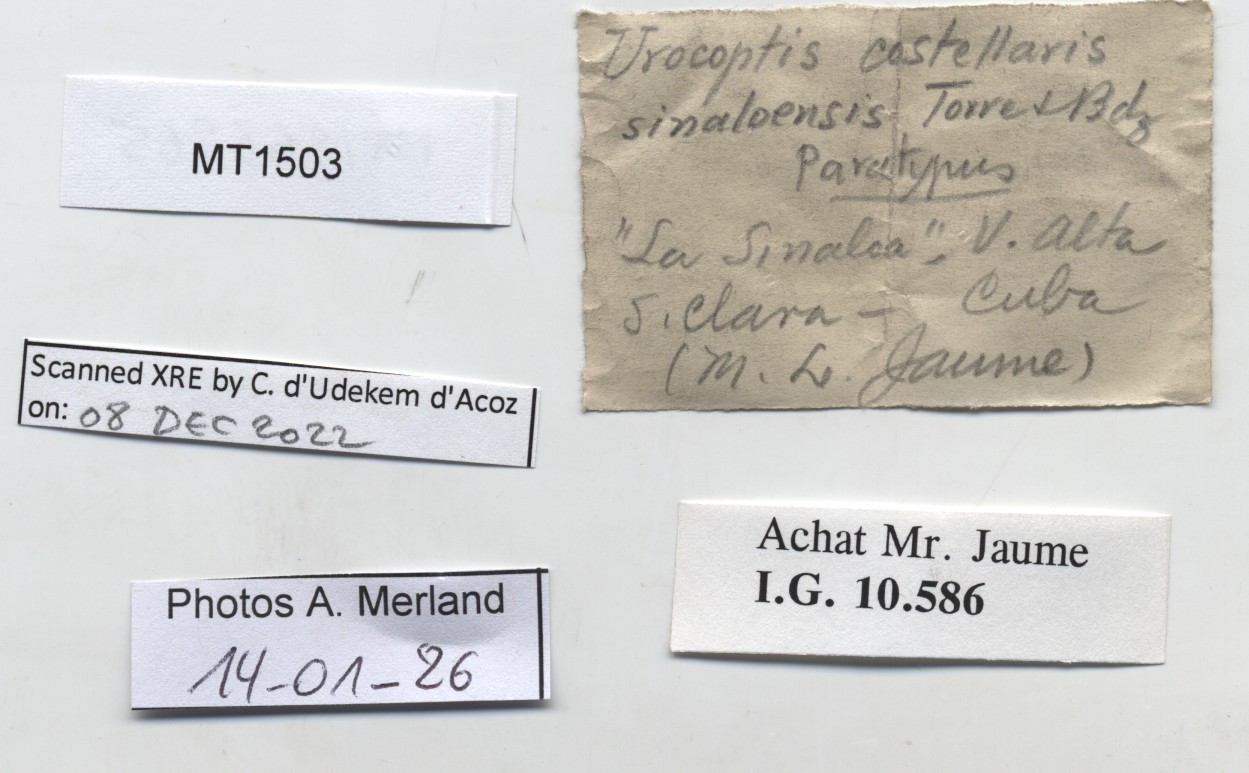 MT1503
Urocoptis costellaris
sinaloensis Torre & Bdz
Paratypus
"La Sinaloa", V. Alta
S. Clara - Cuba
(M. L. Jaume)
Scanned XRE by C. d'Udekem d'Acoz
on: 08 DEC 2022
Achat Mr. Jaume
I.G. 10.586
Photos A. Merland
14-01-26